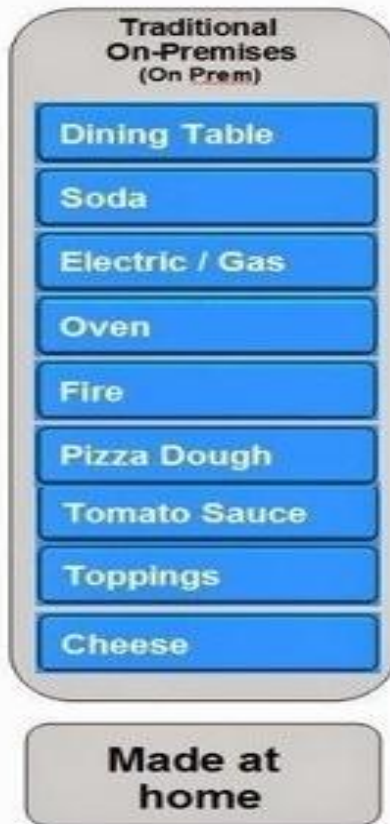 Traditional
On-Premises
(On Prem)
Dining Table
Soda
Electric / Gas
Oven
Fire
Pizza Dough
Tomato Sauce
Toppings
Cheese
Made at
home